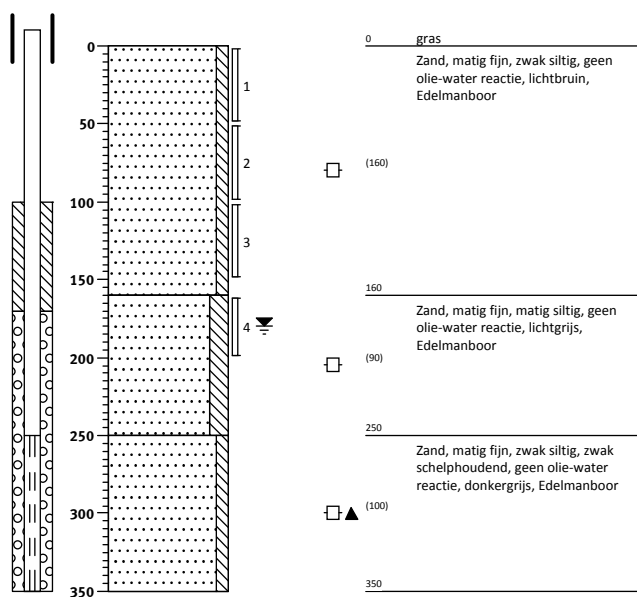 0
50
100
150
200
250
300
350
1
2
3
4
0 gras
Zand, matig fijn, zwak siltig, geen
olie-water reactie, lichtbruin,
Edelmanboor
(160)
160
Zand, matig fijn, matig siltig, geen
olie-water reactie, lichtgrijs,
Edelmanboor
(90)
250
Zand, matig fijn, zwak siltig, zwak
schelphoudend, geen olie-water
reactie, donkergrijs, Edelmanboor
(100)
350